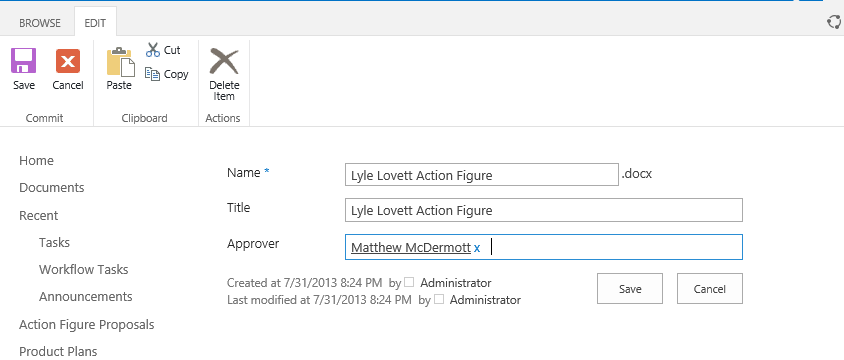 BROWSE EDIT
Save Cancel Paste Cut Copy Delete Item
Commit Clipboard Actions
Home
Documents
Recent
Tasks
Workflow Tasks
Announcements
Action Figure Proposals
Product Plans
Name * Lyle Lovett Action Figure .docx
Title Lyle Lovett Action Figure
Approver Matthew McDermott x
Created at 7/31/2013 8:24 PM by Administrator
Last modified at 7/31/2013 8:24 PM by Administrator
Save Cancel